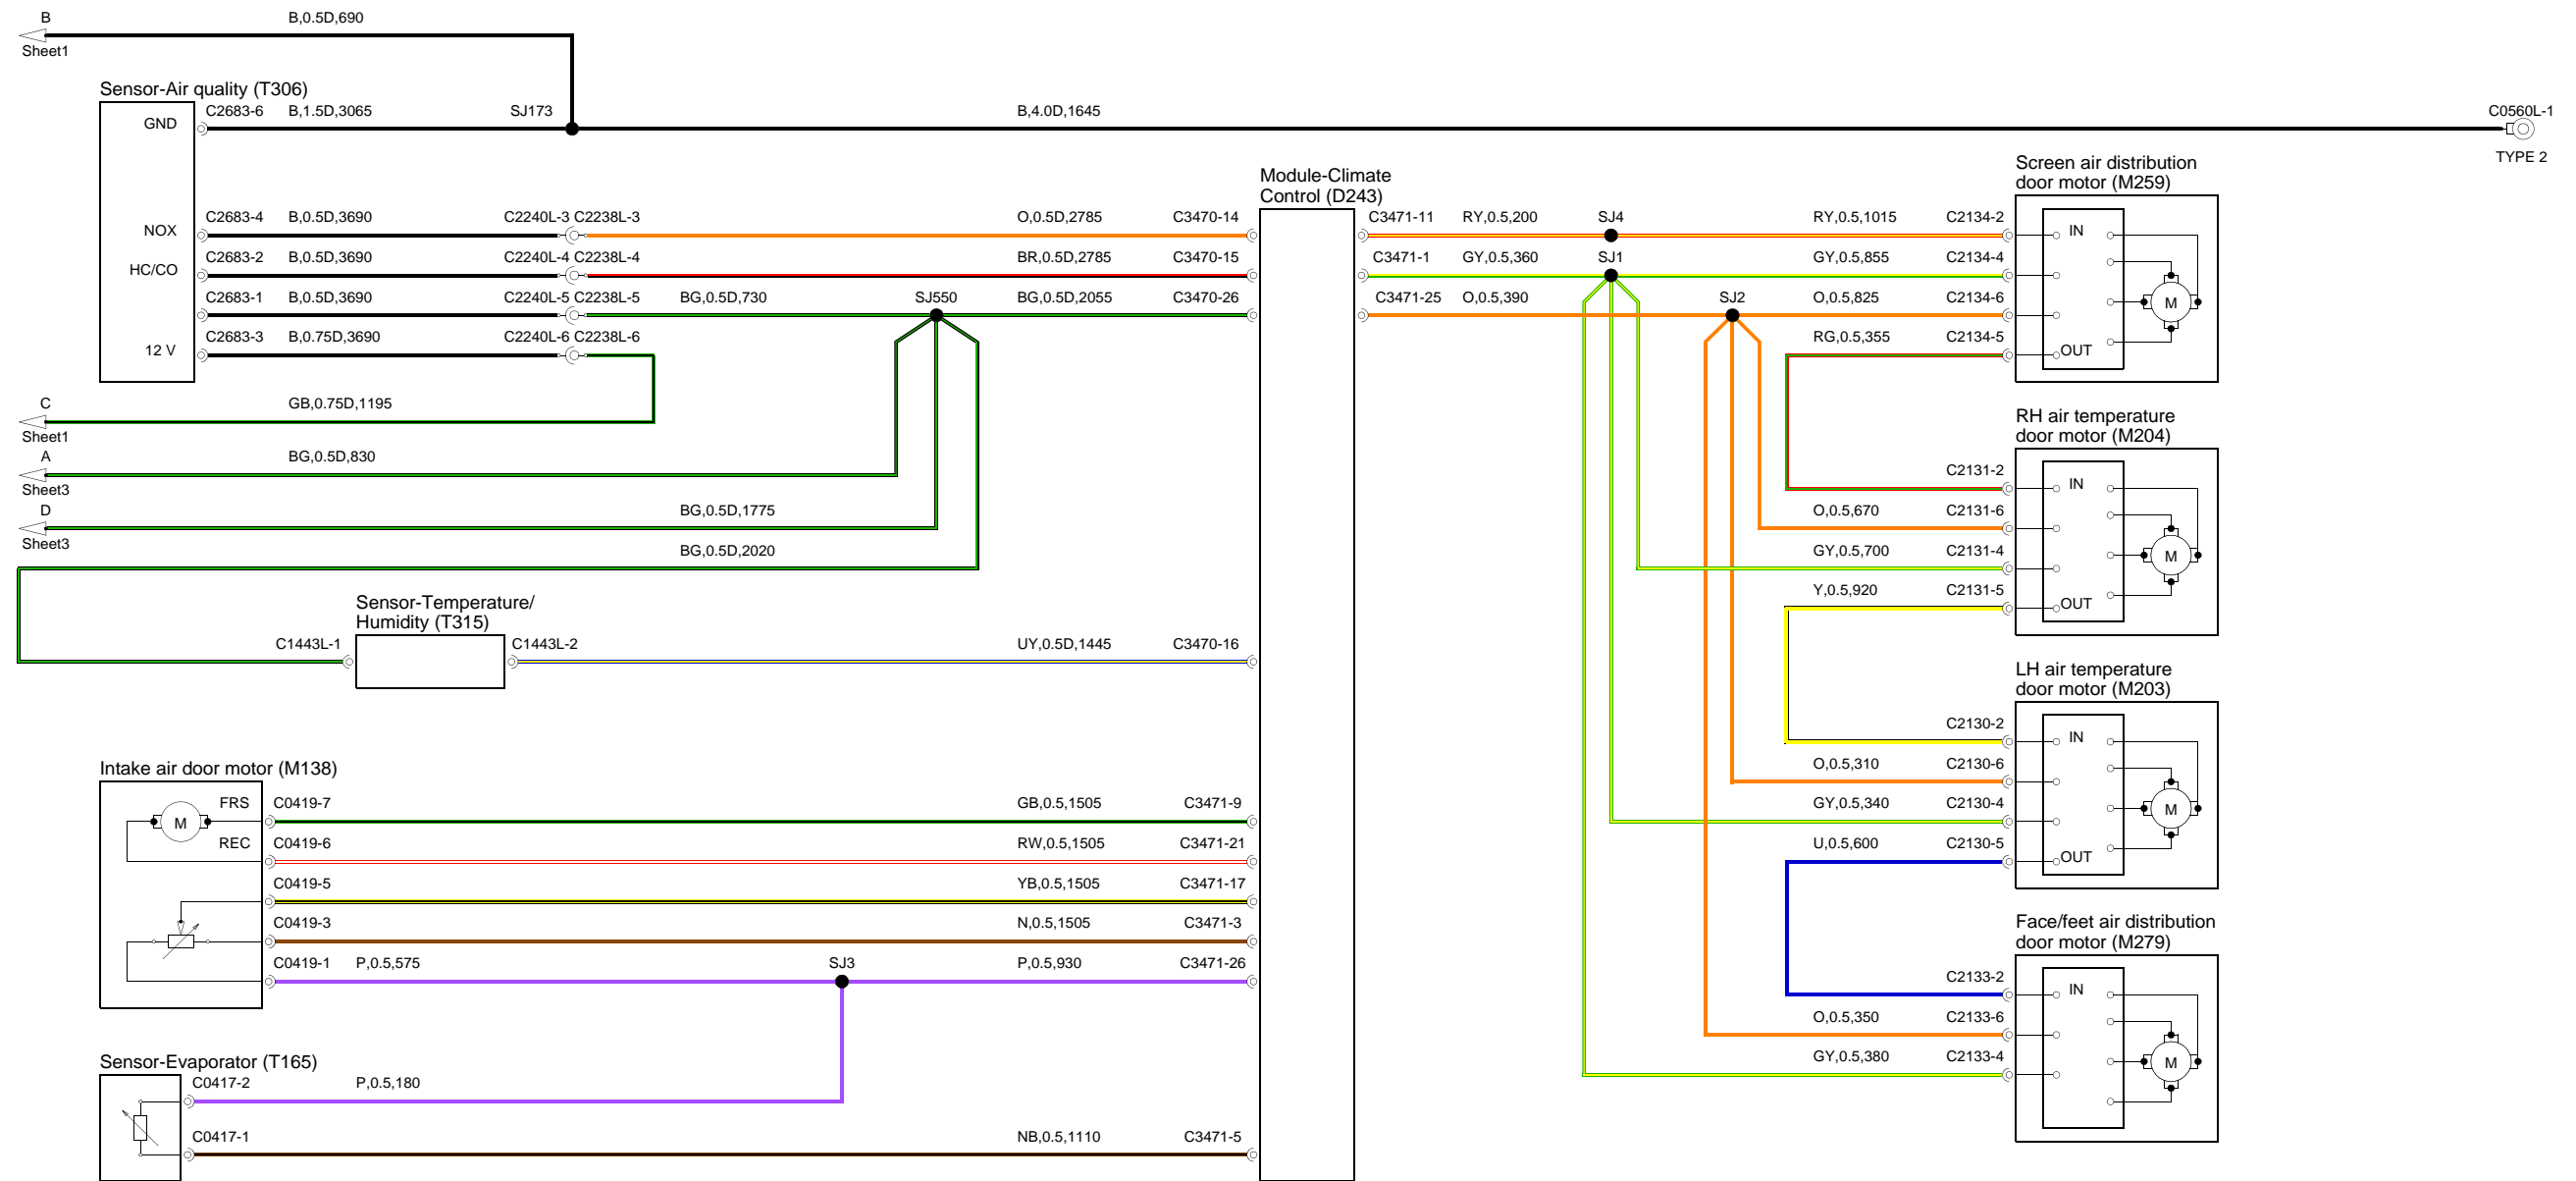 B
B,0.5D,690
Sheet1
Sensor-Air quality (T306)
GND
C2683-6
B,1.5D,3065
SJ173
B,4.0D,1645
C0560L-1
TYPE 2
NOX
C2683-4
B,0.5D,3690
C2240L-3 C2238L-3
O,0.5D,2785
C3470-14
HC/CO
C2683-2
B,0.5D,3690
C2240L-4 C2238L-4
BR,0.5D,2785
C3470-15
C2683-1
B,0.5D,3690
C2240L-5 C2238L-5
BG,0.5D,730
SJ550
BG,0.5D,2055
C3470-26
12 V
C2683-3
B,0.75D,3690
C2240L-6 C2238L-6
C
GB,0.75D,1195
Sheet1
A
BG,0.5D,830
Sheet3
D
BG,0.5D,1775
Sheet3
BG,0.5D,2020
Sensor-Temperature/
Humidity (T315)
C1443L-1
C1443L-2
UY,0.5D,1445
C3470-16
Intake air door motor (M138)
M
FRS
C0419-7
GB,0.5,1505
C3471-9
REC
C0419-6
RW,0.5,1505
C3471-21
C0419-5
YB,0.5,1505
C3471-17
C0419-3
N,0.5,1505
C3471-3
C0419-1
P,0.5,575
SJ3
P,0.5,930
C3471-26
Sensor-Evaporator (T165)
C0417-2
P,0.5,180
C0417-1
NB,0.5,1110
C3471-5
Module-Climate
Control (D243)
C3471-11
RY,0.5,200
SJ4
RY,0.5,1015
C2134-2
C3471-1
GY,0.5,360
SJ1
GY,0.5,855
C2134-4
C3471-25
O,0.5,390
SJ2
O,0.5,825
C2134-6
RG,0.5,355
C2134-5
Screen air distribution
door motor (M259)
IN
M
OUT
RH air temperature
door motor (M204)
C2131-2
IN
O,0.5,670
C2131-6
GY,0.5,700
C2131-4
M
Y,0.5,920
C2131-5
OUT
LH air temperature
door motor (M203)
C2130-2
IN
O,0.5,310
C2130-6
GY,0.5,340
C2130-4
M
U,0.5,600
C2130-5
OUT
Face/feet air distribution
door motor (M279)
C2133-2
IN
O,0.5,350
C2133-6
GY,0.5,380
C2133-4
M